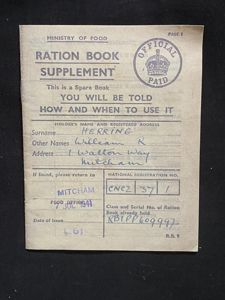 MINISTRY OF FOOD
PAGE 1
RATION BOOK
SUPPLEMENT
OFFICIAL
PAID
This is a Spare Book
YOU WILL BE TOLD
HOW AND WHEN TO USE IT
HOLDER'S NAME AND REGISTERED ADDRESS
Surname HERRING
Other Names William R
Address 1 Walton Way
Mitcham
If found, please return to
NATIONAL REGISTRATION NO.
MITCHAM
CNCZ 37 1
FOOD OFFICE
Class and Serial No. of Ration
Book already held
Date of Issue
R.B. 9